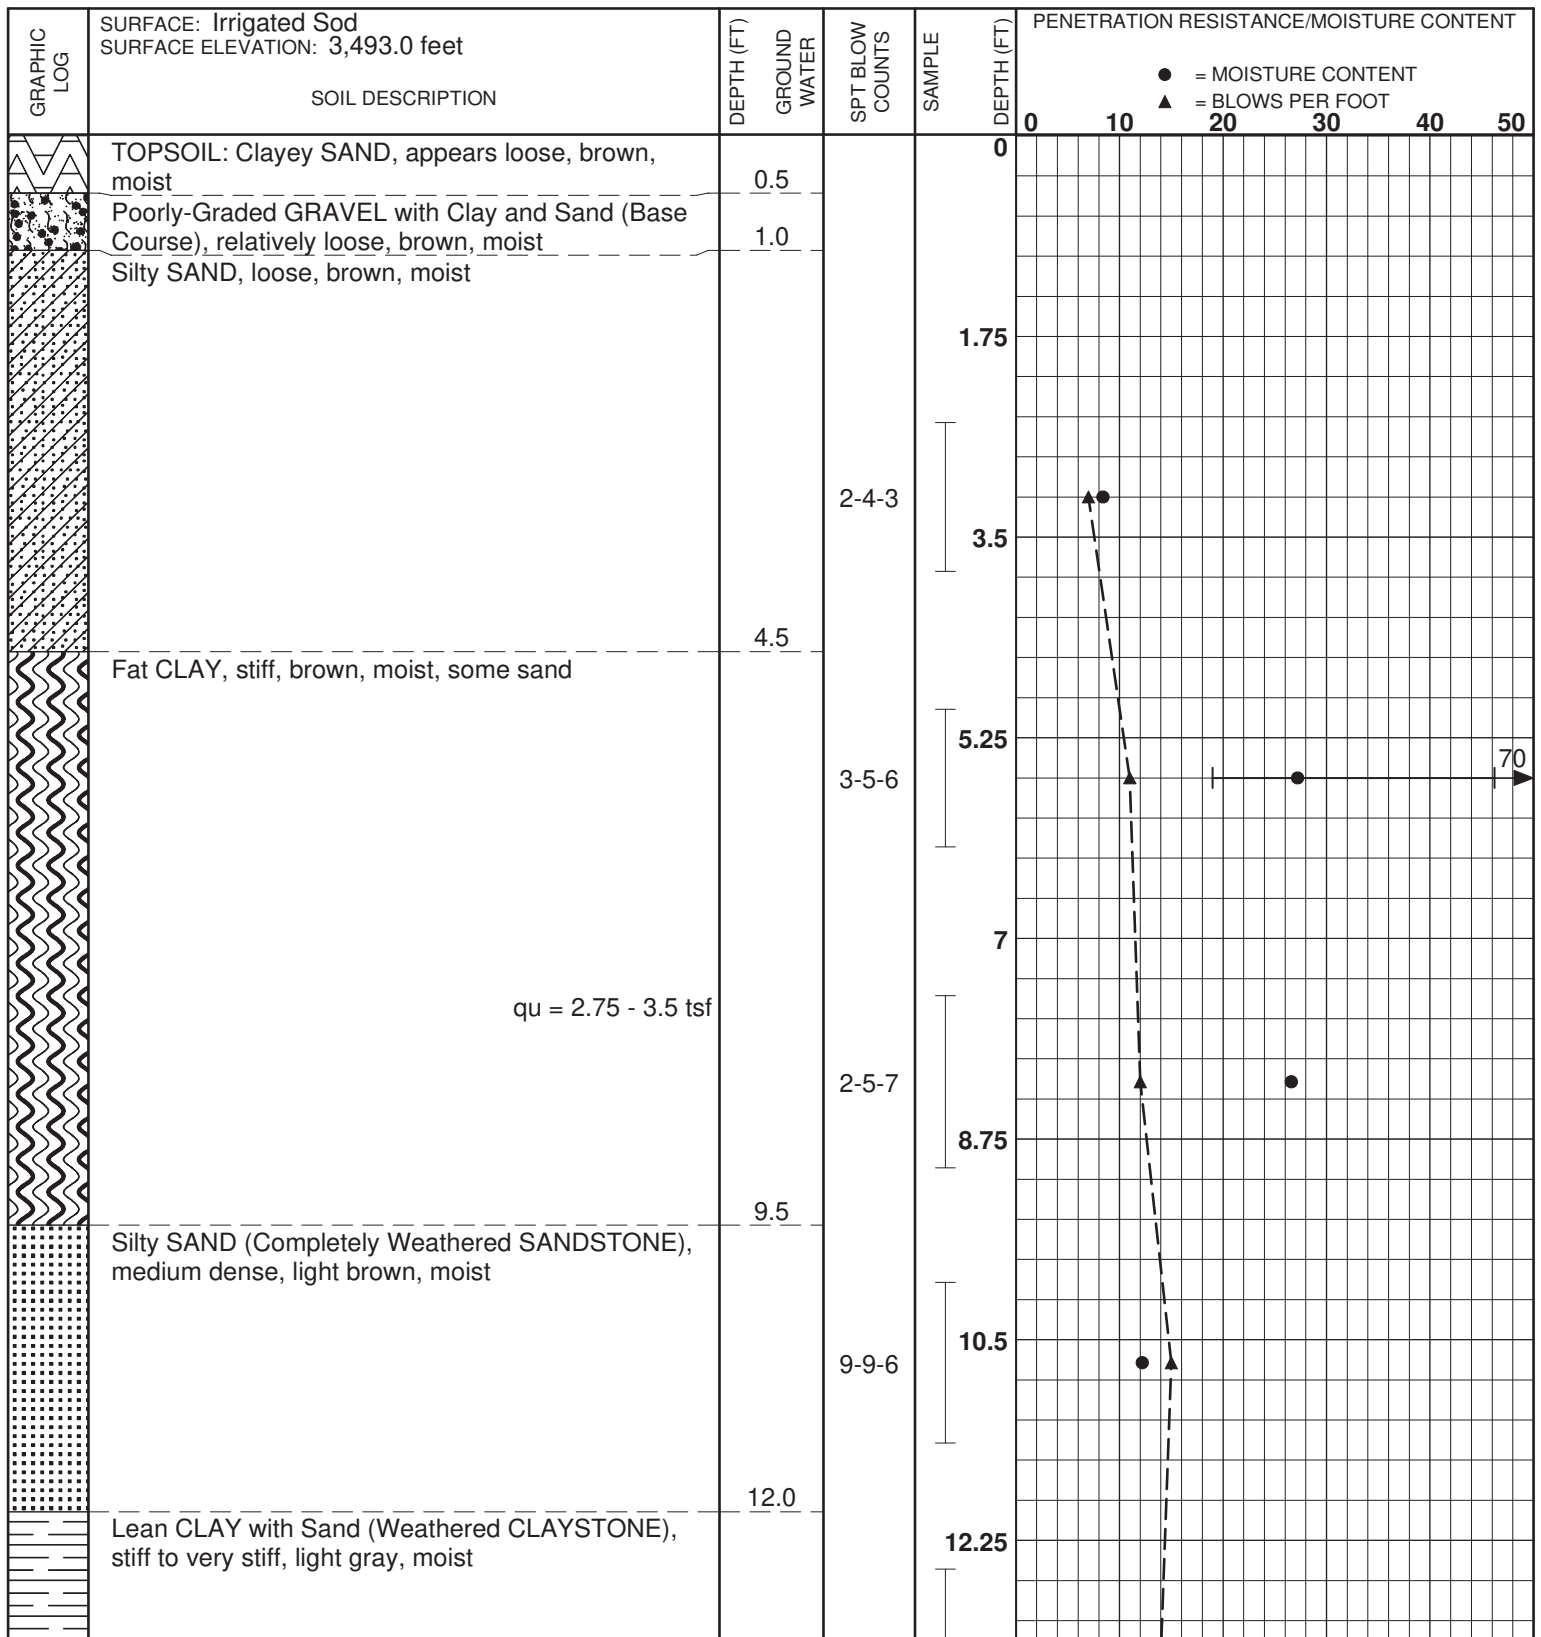 GRAPHIC
LOG
SURFACE: Irrigated Sod
SURFACE ELEVATION: 3,493.0 feet
SOIL DESCRIPTION
DEPTH (FT)
GROUND
WATER
SPT BLOW
COUNTS
SAMPLE
DEPTH (FT)
PENETRATION RESISTANCE/MOISTURE CONTENT
= MOISTURE CONTENT
= BLOWS PER FOOT
0 10 20 30 40 50
0
TOPSOIL: Clayey SAND, appears loose, brown,
moist
0.5
Poorly-Graded GRAVEL with Clay and Sand (Base
Course), relatively loose, brown, moist
1.0
Silty SAND, loose, brown, moist
1.75
2-4-3
3.5
4.5
Fat CLAY, stiff, brown, moist, some sand
5.25
70
3-5-6
7
qu = 2.75 - 3.5 tsf
2-5-7
8.75
9.5
Silty SAND (Completely Weathered SANDSTONE),
medium dense, light brown, moist
10.5
9-9-6
12.0
Lean CLAY with Sand (Weathered CLAYSTONE),
stiff to very stiff, light gray, moist
12.25